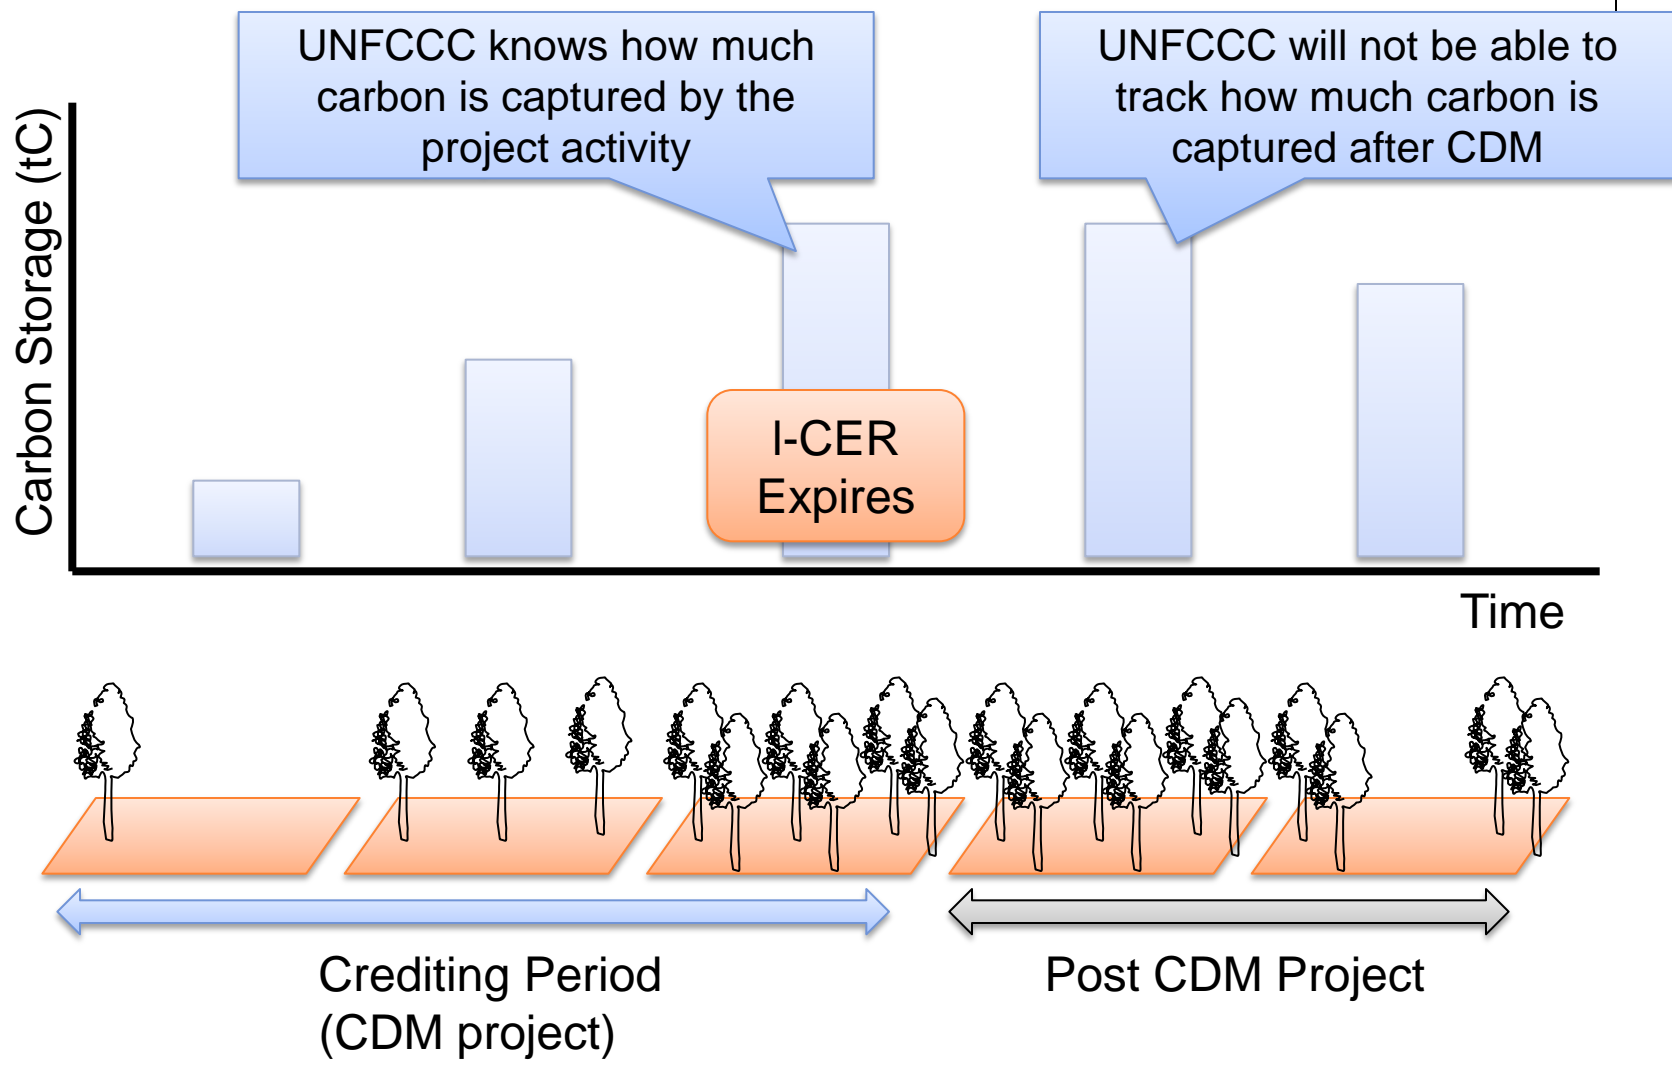 UNFCCC knows how much
carbon is captured by the
project activity
UNFCCC will not be able to
track how much carbon is
captured after CDM
Carbon Storage (tC)
l-CER
Expires
Time
Crediting Period
(CDM project)
Post CDM Project